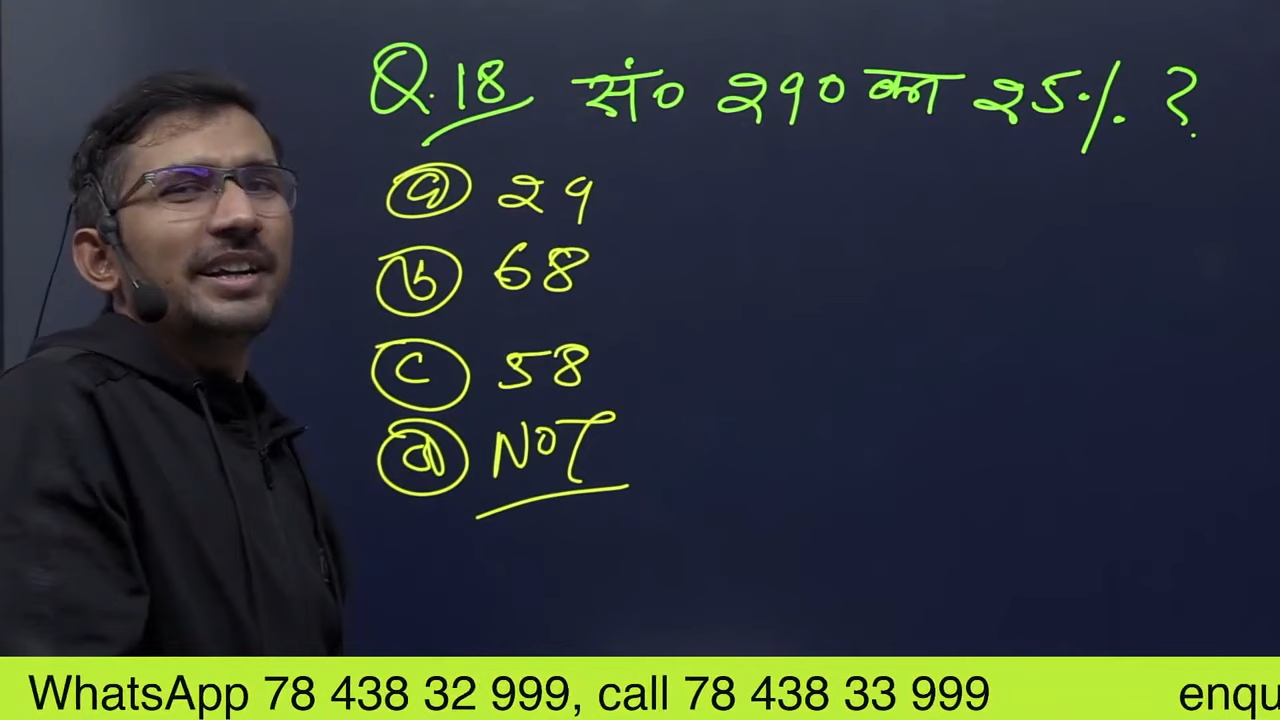 Q.18 सं० 290 का 25% ?
(a) 29
(b) 68
(c) 58
(d) NOT
WhatsApp 78 438 32 999, call 78 438 33 999 enqu